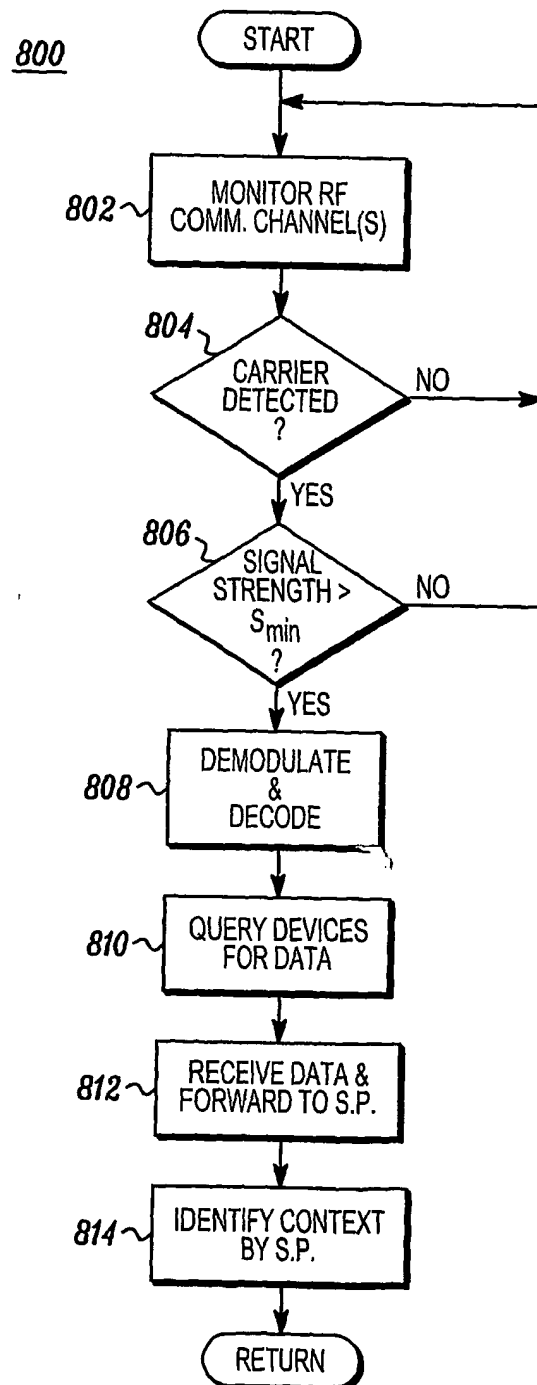 800
START
802
MONITOR RF
COMM. CHANNEL(S)
804
CARRIER
DETECTED
?
NO
YES
806
SIGNAL
STRENGTH >
Smin
?
NO
YES
808
DEMODULATE
&
DECODE
810
QUERY DEVICES
FOR DATA
812
RECEIVE DATA &
FORWARD TO S.P.
814
IDENTIFY CONTEXT
BY S.P.
RETURN